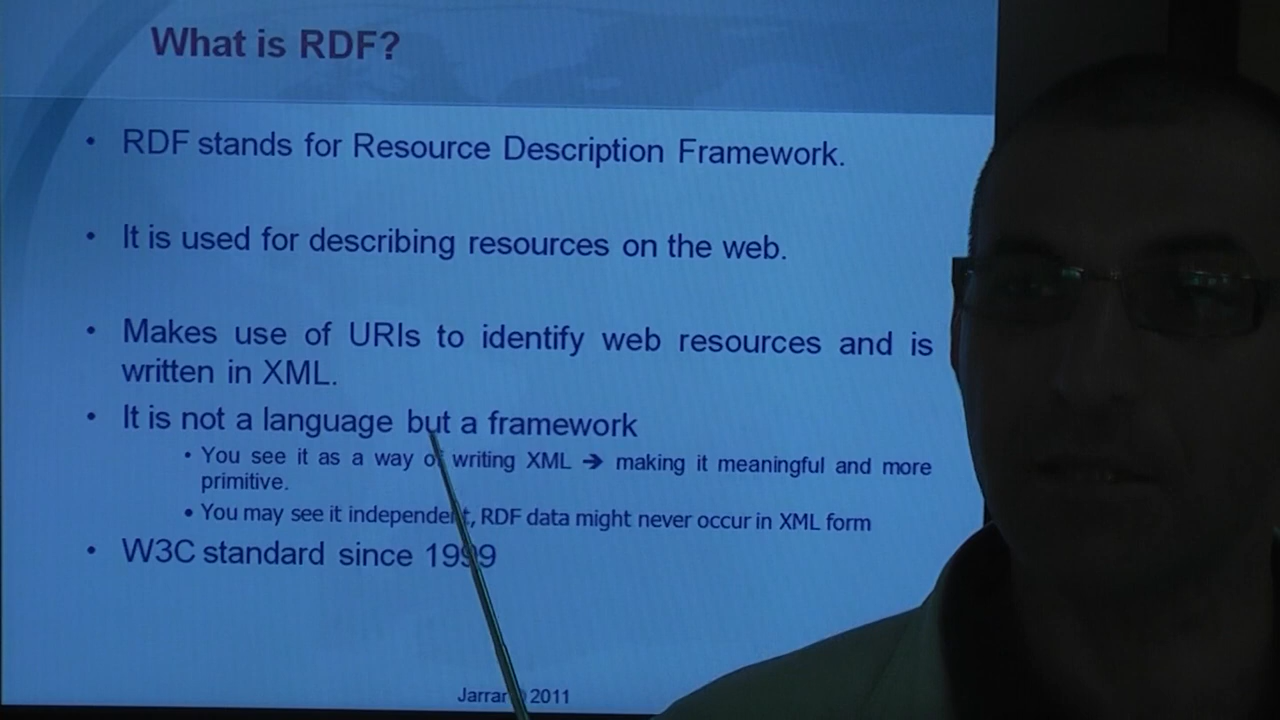 What is RDF?
• RDF stands for Resource Description Framework.
• It is used for describing resources on the web.
• Makes use of URIs to identify web resources and is
written in XML.
• It is not a language but a framework
• You see it as a way of writing XML ➔ making it meaningful and more
primitive.
• You may see it independent, RDF data might never occur in XML form
• W3C standard since 1999
Jarrar © 2011